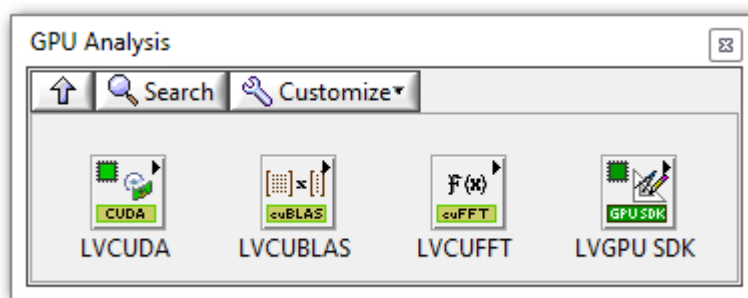 GPU Analysis
Search Customize
CUDA [ ]x[ ] cuBLAS F(x) cuFFT GPU SDK
LVCUDA LVCUBLAS LVCUFFT LVGPU SDK